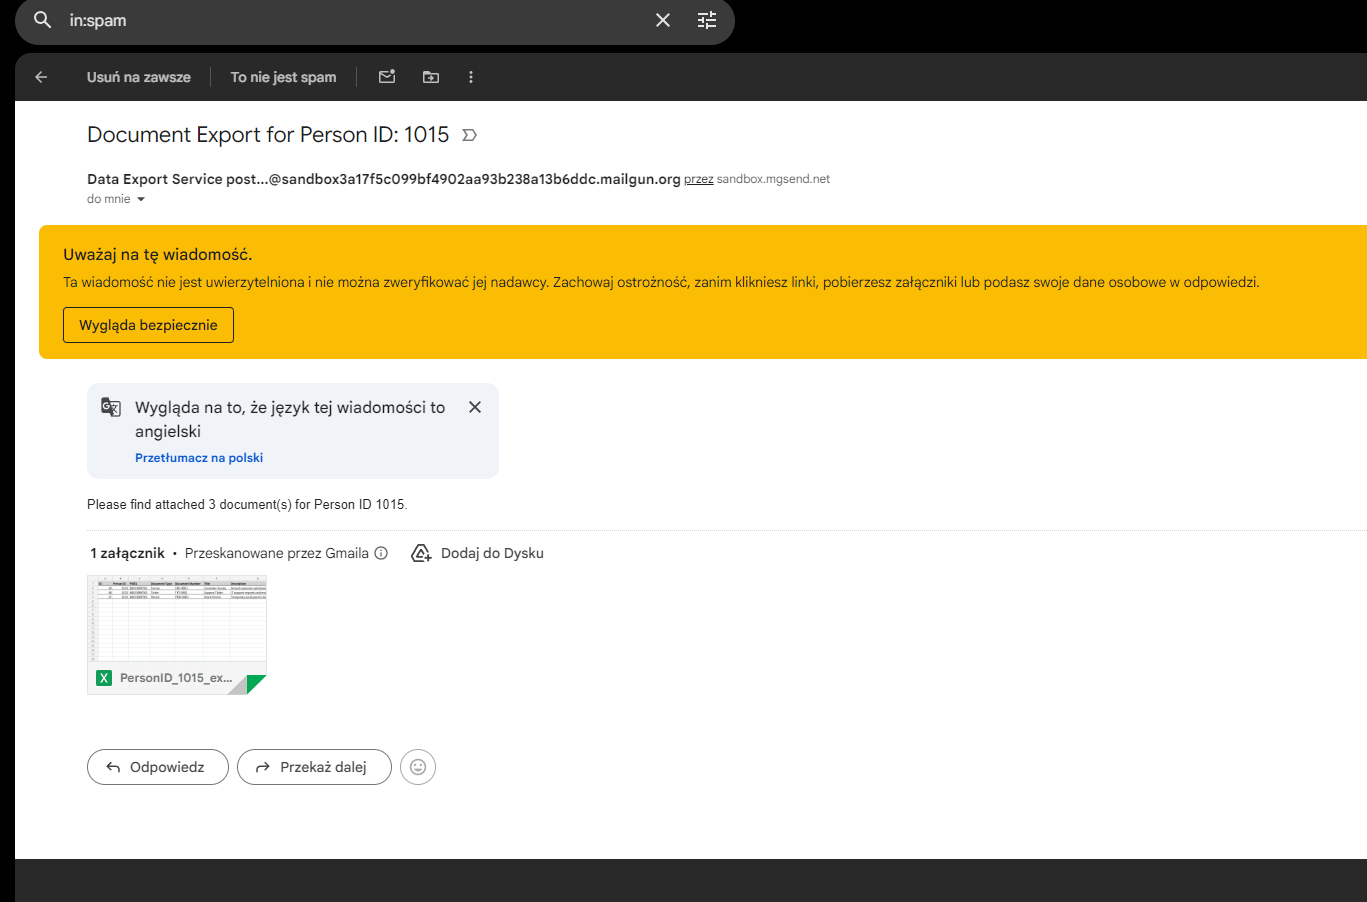 in:spam
Usuń na zawsze
To nie jest spam
Document Export for Person ID: 1015
Data Export Service post...@sandbox3a17f5c099bf4902aa93b238a13b6ddc.mailgun.org przez sandbox.mgsend.net
do mnie
Uważaj na tę wiadomość.
Ta wiadomość nie jest uwierzytelniona i nie można zweryfikować jej nadawcy. Zachowaj ostrożność, zanim klikniesz linki, pobierzesz załączniki lub podasz swoje dane osobowe w odpowiedzi.
Wygląda bezpiecznie
Wygląda na to, że język tej wiadomości to
angielski
Przetłumacz na polski
Please find attached 3 document(s) for Person ID 1015.
1 załącznik • Przeskanowane przez Gmaila
Dodaj do Dysku
PersonID_1015_ex...
Odpowiedz
Przekaż dalej